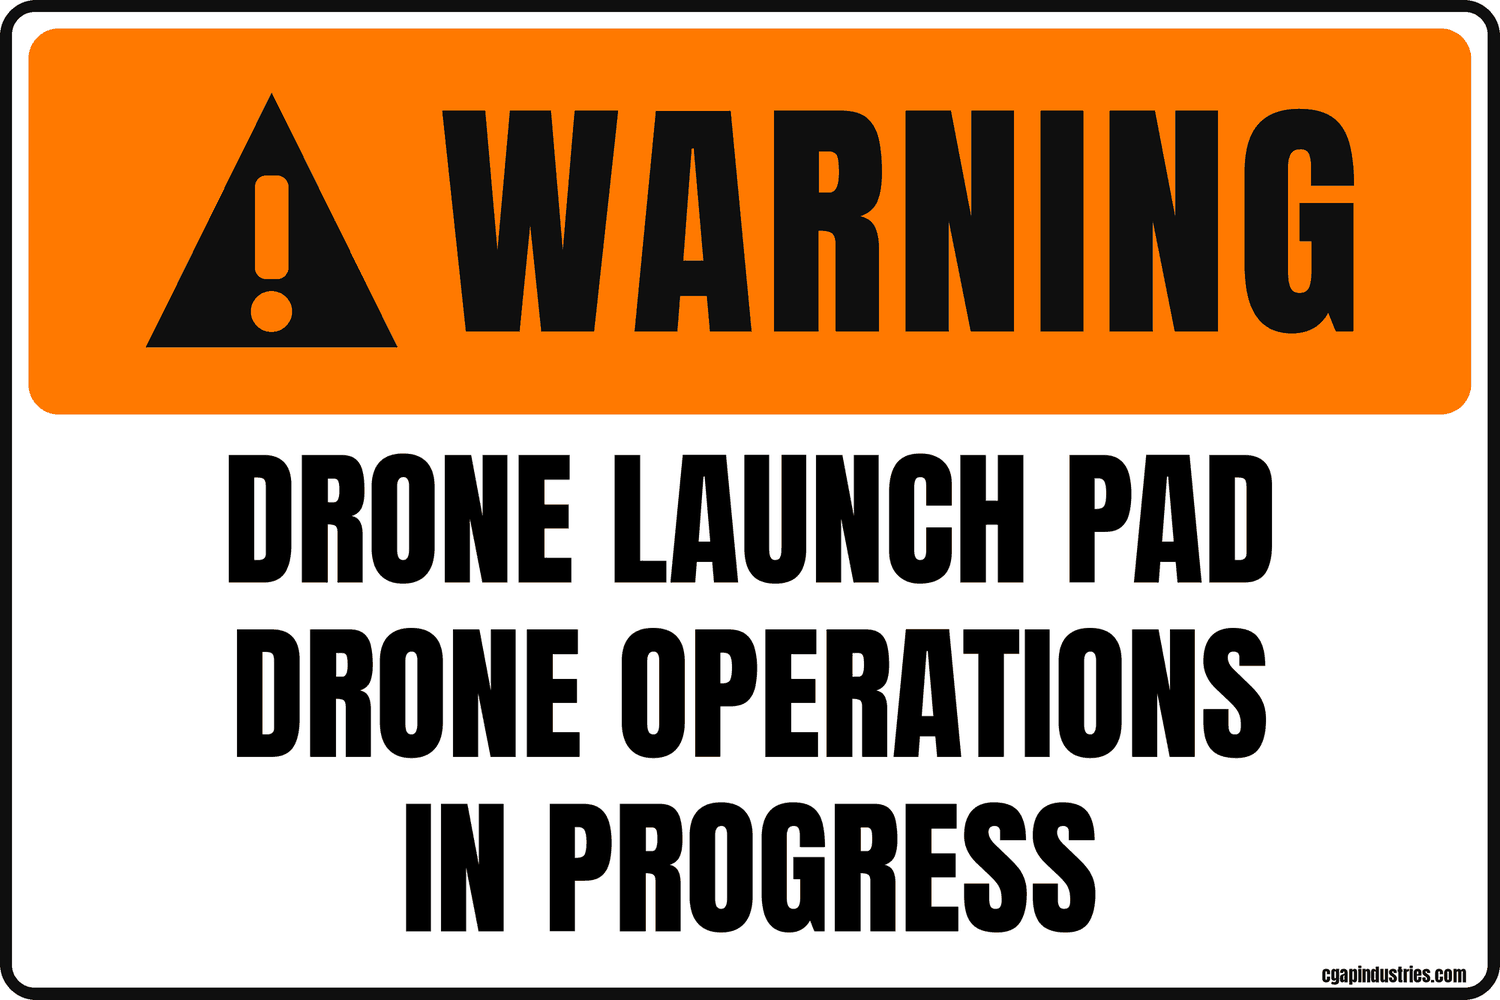 WARNING
DRONE LAUNCH PAD
DRONE OPERATIONS
IN PROGRESS
cgapindustries.com